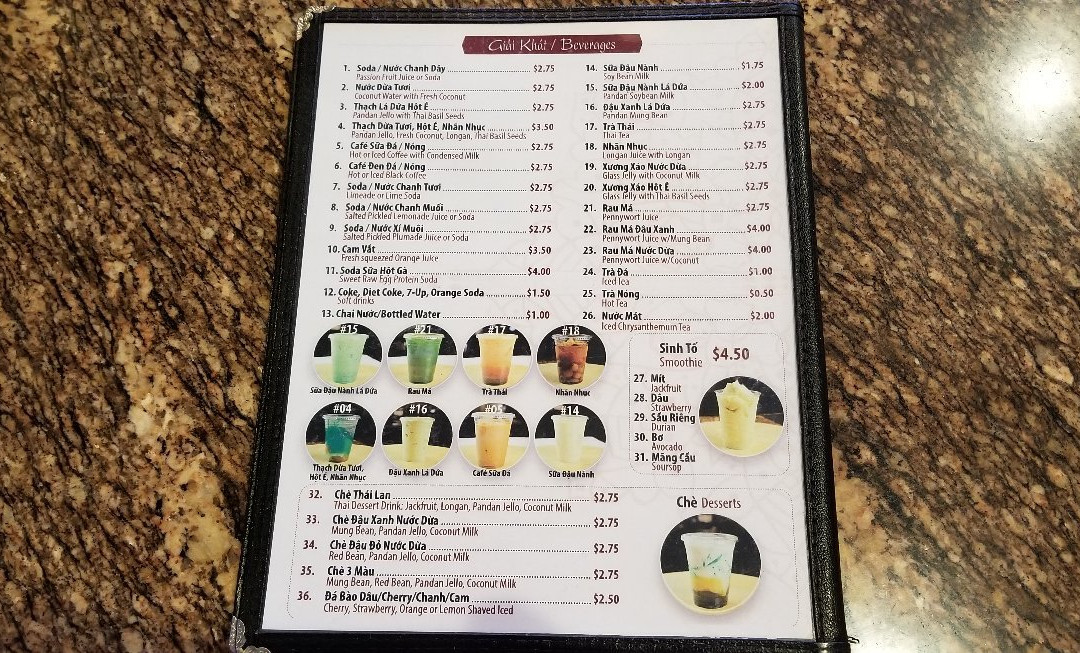 Giải Khát / Beverages
1. Soda / Nước Chanh Dây $2.75
Passion Fruit Juice or Soda
2. Nước Dừa Tươi $2.75
Coconut Water with Fresh Coconut
3. Thạch Lá Dứa Hột É $2.75
Pandan Jello with Thai Basil Seeds
4. Thạch Dừa Tươi, Hột É, Nhãn Nhục $3.50
Pandan Jello, Fresh Coconut, Longan, Thai Basil Seeds
5. Café Sữa Đá / Nóng $2.75
Hot or Iced Coffee with Condensed Milk
6. Café Đen Đá / Nóng $2.75
Hot or Iced Black Coffee
7. Soda / Nước Chanh Tươi $2.75
Limeade or Lime Soda
8. Soda / Nước Chanh Muối $2.75
Salted Pickled Lemonade Juice or Soda
9. Soda / Nước Xí Muội $2.75
Salted Pickled Plumade Juice or Soda
10. Cam Vắt $3.50
Fresh squeezed Orange Juice
11. Soda Sữa Hột Gà $4.00
Sweet Raw Egg Protein Soda
12. Coke, Diet Coke, 7-Up, Orange Soda $1.50
Soft drinks
13. Chai Nước/Bottled Water $1.00
14. Sữa Đậu Nành $1.75
Soy Bean Milk
15. Sữa Đậu Nành Lá Dứa $2.00
Pandan Soybean Milk
16. Đậu Xanh Lá Dứa $2.75
Pandan Mung Bean
17. Trà Thái $2.75
Thai Tea
18. Nhãn Nhục $2.75
Longan Juice with Longan
19. Xương Xáo Nước Dừa $2.75
Glass Jelly with Coconut Milk
20. Xương Xáo Hột É $2.75
Glass Jelly with Thai Basil Seeds
21. Rau Má $2.75
Pennywort Juice
22. Rau Má Đậu Xanh $4.00
Pennywort Juice w/Mung Bean
23. Rau Má Nước Dừa $4.00
Pennywort Juice w/Coconut
24. Trà Đá $1.00
Iced Tea
25. Trà Nóng $0.50
Hot Tea
26. Nước Mát $2.00
Iced Chrysanthemum Tea
#15 #21 #17 #18
Sữa Đậu Nành Lá Dứa Rau Má Trà Thái Nhãn Nhục
#04 #16 #05 #14
Thạch Dừa Tươi, Đậu Xanh Lá Dứa Café Sữa Đá Sữa Đậu Nành
Hột É, Nhãn Nhục
Sinh Tố $4.50
Smoothie
27. Mít
Jackfruit
28. Dâu
Strawberry
29. Sầu Riêng
Durian
30. Bơ
Avocado
31. Mãng Cầu
Soursop
32. Chè Thái Lan $2.75
Thai Dessert Drink; Jackfruit, Longan, Pandan Jello, Coconut Milk
33. Chè Đậu Xanh Nước Dừa $2.75
Mung Bean, Pandan Jello, Coconut Milk
34. Chè Đậu Đỏ Nước Dừa $2.75
Red Bean, Pandan Jello, Coconut Milk
35. Chè 3 Màu $2.75
Mung Bean, Red Bean, Pandan Jello, Coconut Milk
36. Đá Bào Dâu/Cherry/Chanh/Cam $2.50
Cherry, Strawberry, Orange or Lemon Shaved Iced
Chè Desserts